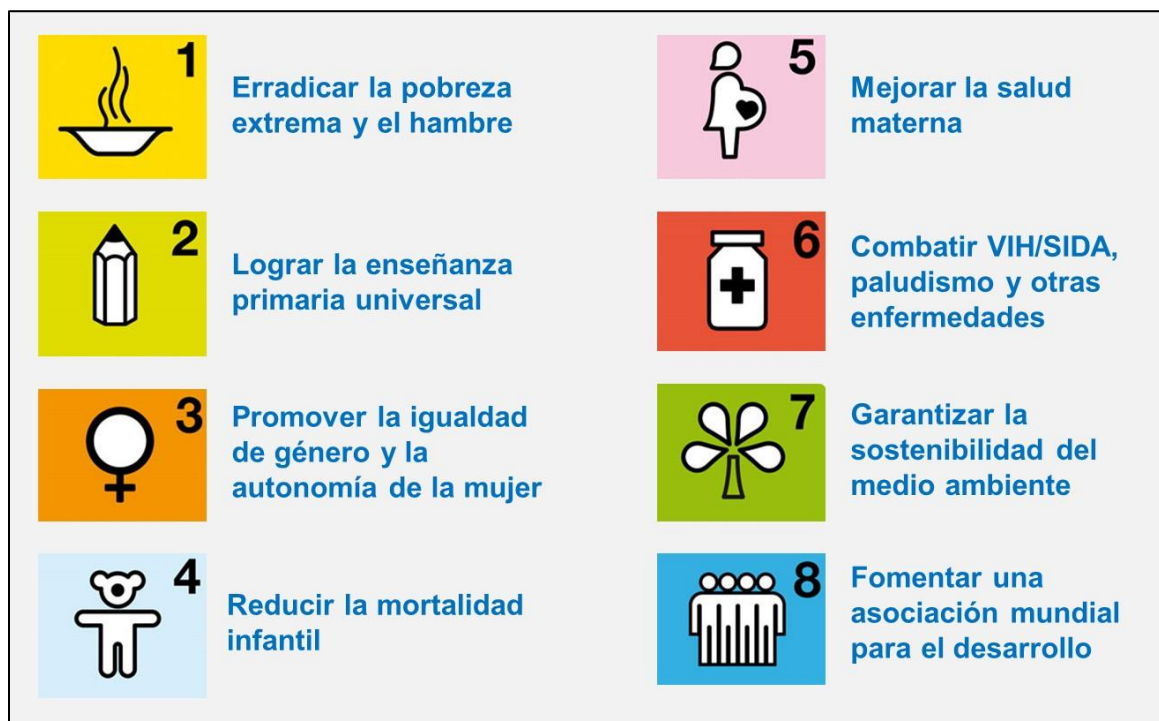 1
Erradicar la pobreza
extrema y el hambre
2
Lograr la enseñanza
primaria universal
3
Promover la igualdad
de género y la
autonomía de la mujer
4
Reducir la mortalidad
infantil
5
Mejorar la salud
materna
6
Combatir VIH/SIDA,
paludismo y otras
enfermedades
7
Garantizar la
sostenibilidad del
medio ambiente
8
Fomentar una
asociación mundial
para el desarrollo